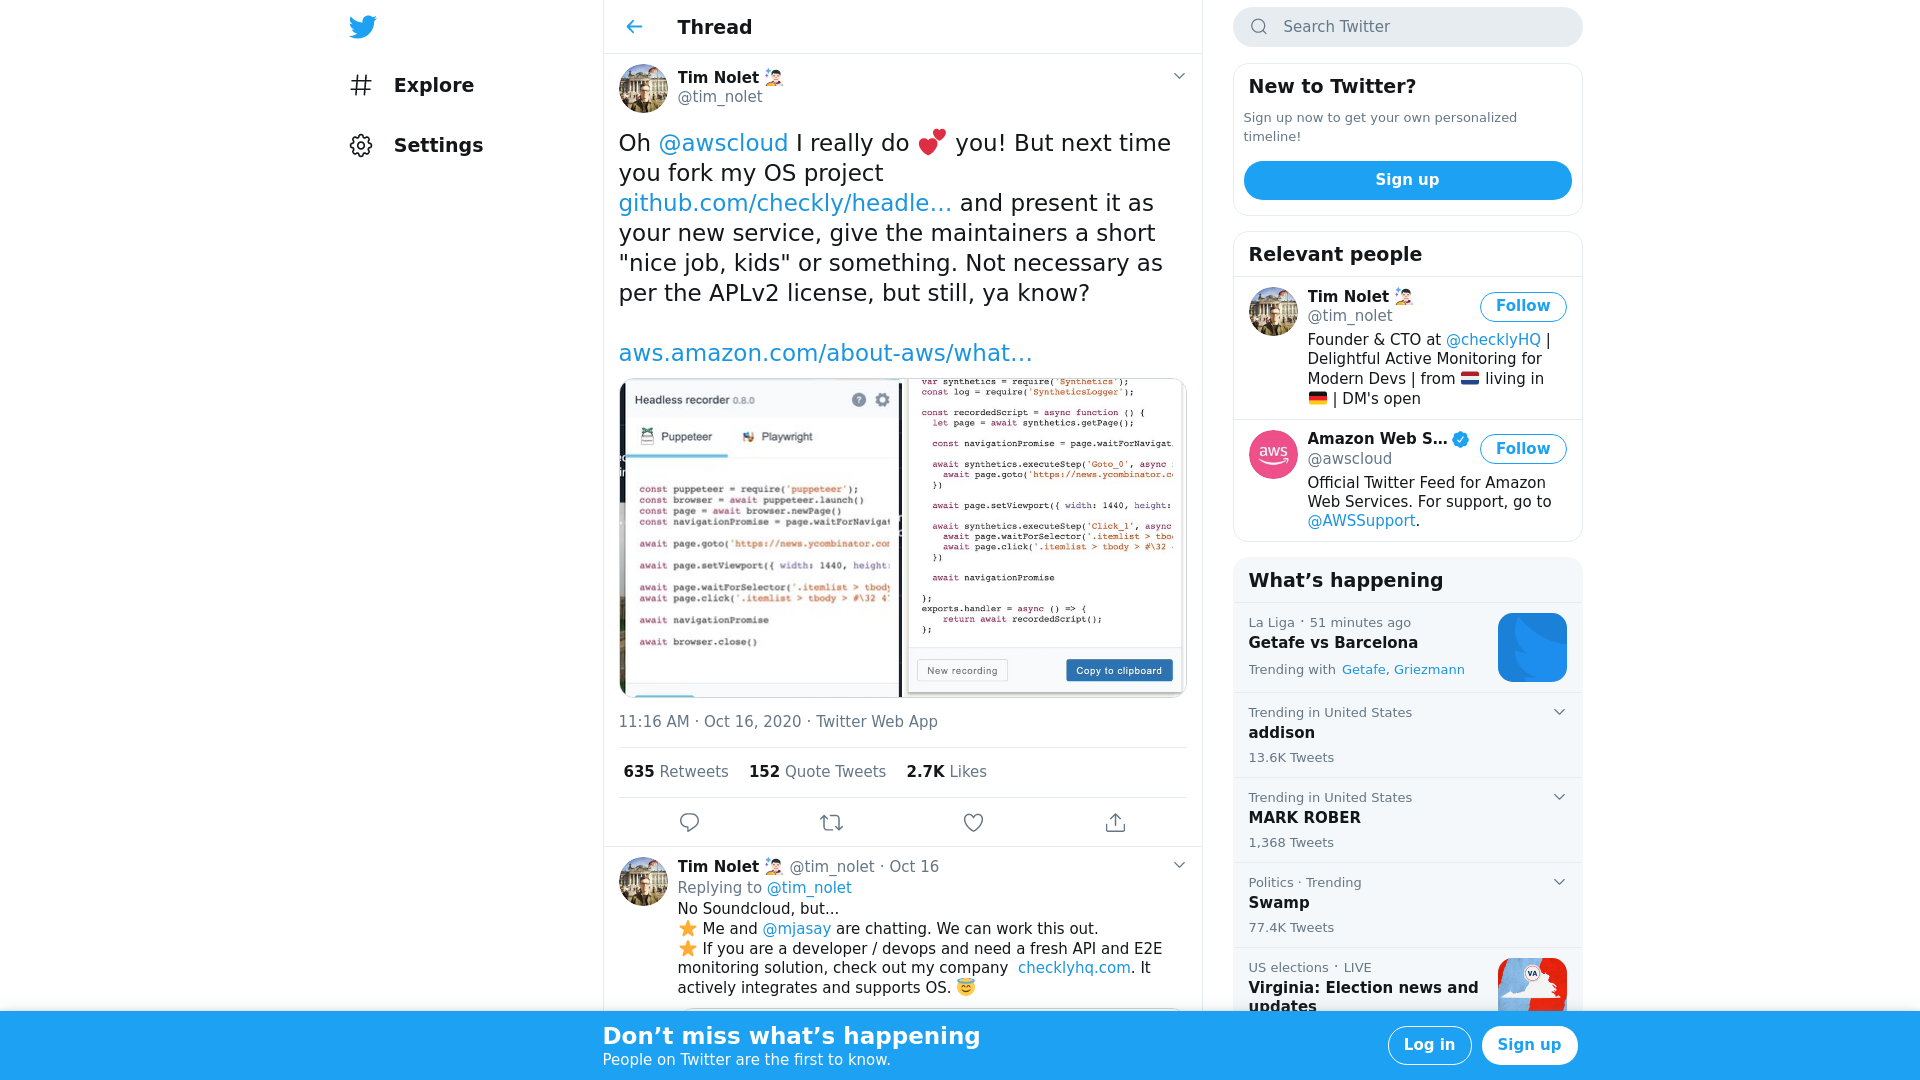 Explore
Settings
Thread
Tim Nolet
@tim_nolet
Oh @awscloud I really do 💕 you! But next time
you fork my OS project
github.com/checkly/headle… and present it as
your new service, give the maintainers a short
"nice job, kids" or something. Not necessary as
per the APLv2 license, but still, ya know?
aws.amazon.com/about-aws/what…
Headless recorder 0.8.0
Puppeteer
Playwright
const puppeteer = require('puppeteer');
const browser = await puppeteer.launch()
const page = await browser.newPage()
const navigationPromise = page.waitForNavigat
await page.goto('https://news.ycombinator.com
await page.setViewport({ width: 1440, height:
await page.waitForSelector('.itemlist > tbody
await page.click('.itemlist > tbody > #\32 4
await navigationPromise
await browser.close()
var synthetics = require('Synthetics');
const log = require('SyntheticsLogger');
const recordedScript = async function () {
let page = await synthetics.getPage();
const navigationPromise = page.waitForNavigat
await synthetics.executeStep('Goto_0', async
await page.goto('https://news.ycombinator.co
})
await page.setViewport({ width: 1440, height:
await synthetics.executeStep('Click_1', async
await page.waitForSelector('.itemlist > tbo
await page.click('.itemlist > tbody > #\32
})
await navigationPromise
};
exports.handler = async () => {
return await recordedScript();
};
New recording
Copy to clipboard
11:16 AM · Oct 16, 2020 · Twitter Web App
635 Retweets 152 Quote Tweets 2.7K Likes
Tim Nolet @tim_nolet · Oct 16
Replying to @tim_nolet
No Soundcloud, but...
⭐ Me and @mjasay are chatting. We can work this out.
⭐ If you are a developer / devops and need a fresh API and E2E
monitoring solution, check out my company checklyhq.com. It
actively integrates and supports OS. 😇
Search Twitter
New to Twitter?
Sign up now to get your own personalized
timeline!
Sign up
Relevant people
Tim Nolet
@tim_nolet
Follow
Founder & CTO at @checklyHQ |
Delightful Active Monitoring for
Modern Devs | from 🇳🇱 living in
🇩🇪 | DM's open
aws
Amazon Web S…
@awscloud
Follow
Official Twitter Feed for Amazon
Web Services. For support, go to
@AWSSupport.
What's happening
La Liga · 51 minutes ago
Getafe vs Barcelona
Trending with Getafe, Griezmann
Trending in United States
addison
13.6K Tweets
Trending in United States
MARK ROBER
1,368 Tweets
Politics · Trending
Swamp
77.4K Tweets
US elections · LIVE
Virginia: Election news and
updates
VA
Don't miss what's happening
People on Twitter are the first to know.
Log in
Sign up